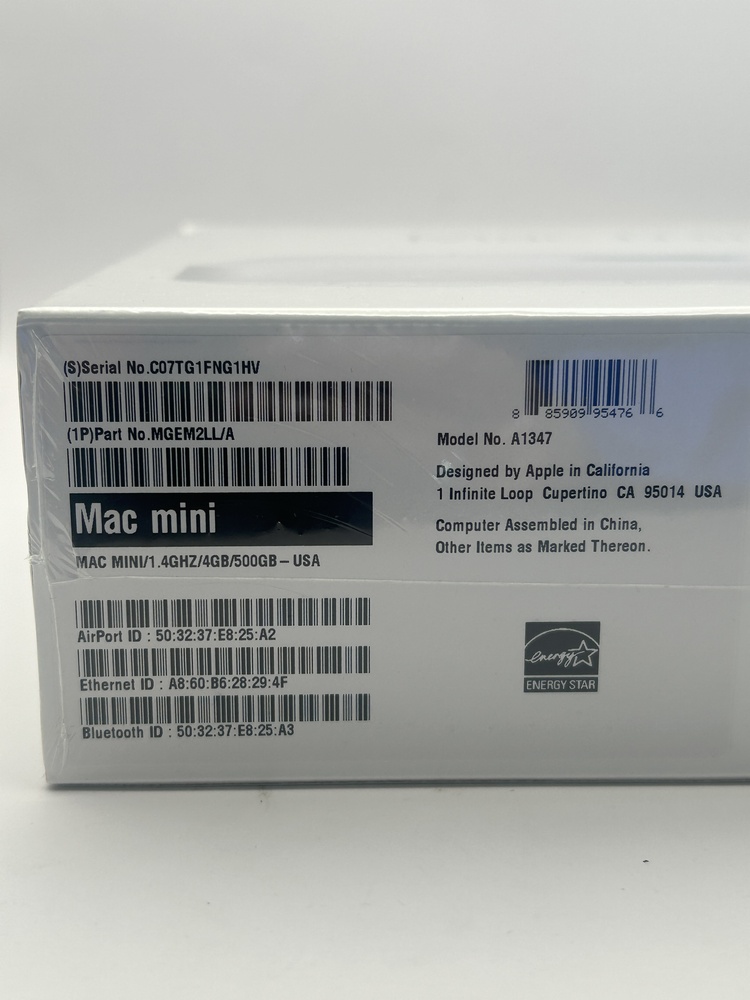 (S)Serial No.C07TG1FNG1HV
(1P)Part No.MGEM2LL/A
Mac mini
MAC MINI/1.4GHZ/4GB/500GB – USA
AirPort ID : 50:32:37:E8:25:A2
Ethernet ID : A8:60:B6:28:29:4F
Bluetooth ID : 50:32:37:E8:25:A3
8 85909 95476 6
Model No. A1347
Designed by Apple in California
1 Infinite Loop Cupertino CA 95014 USA
Computer Assembled in China,
Other Items as Marked Thereon.
energy
ENERGY STAR